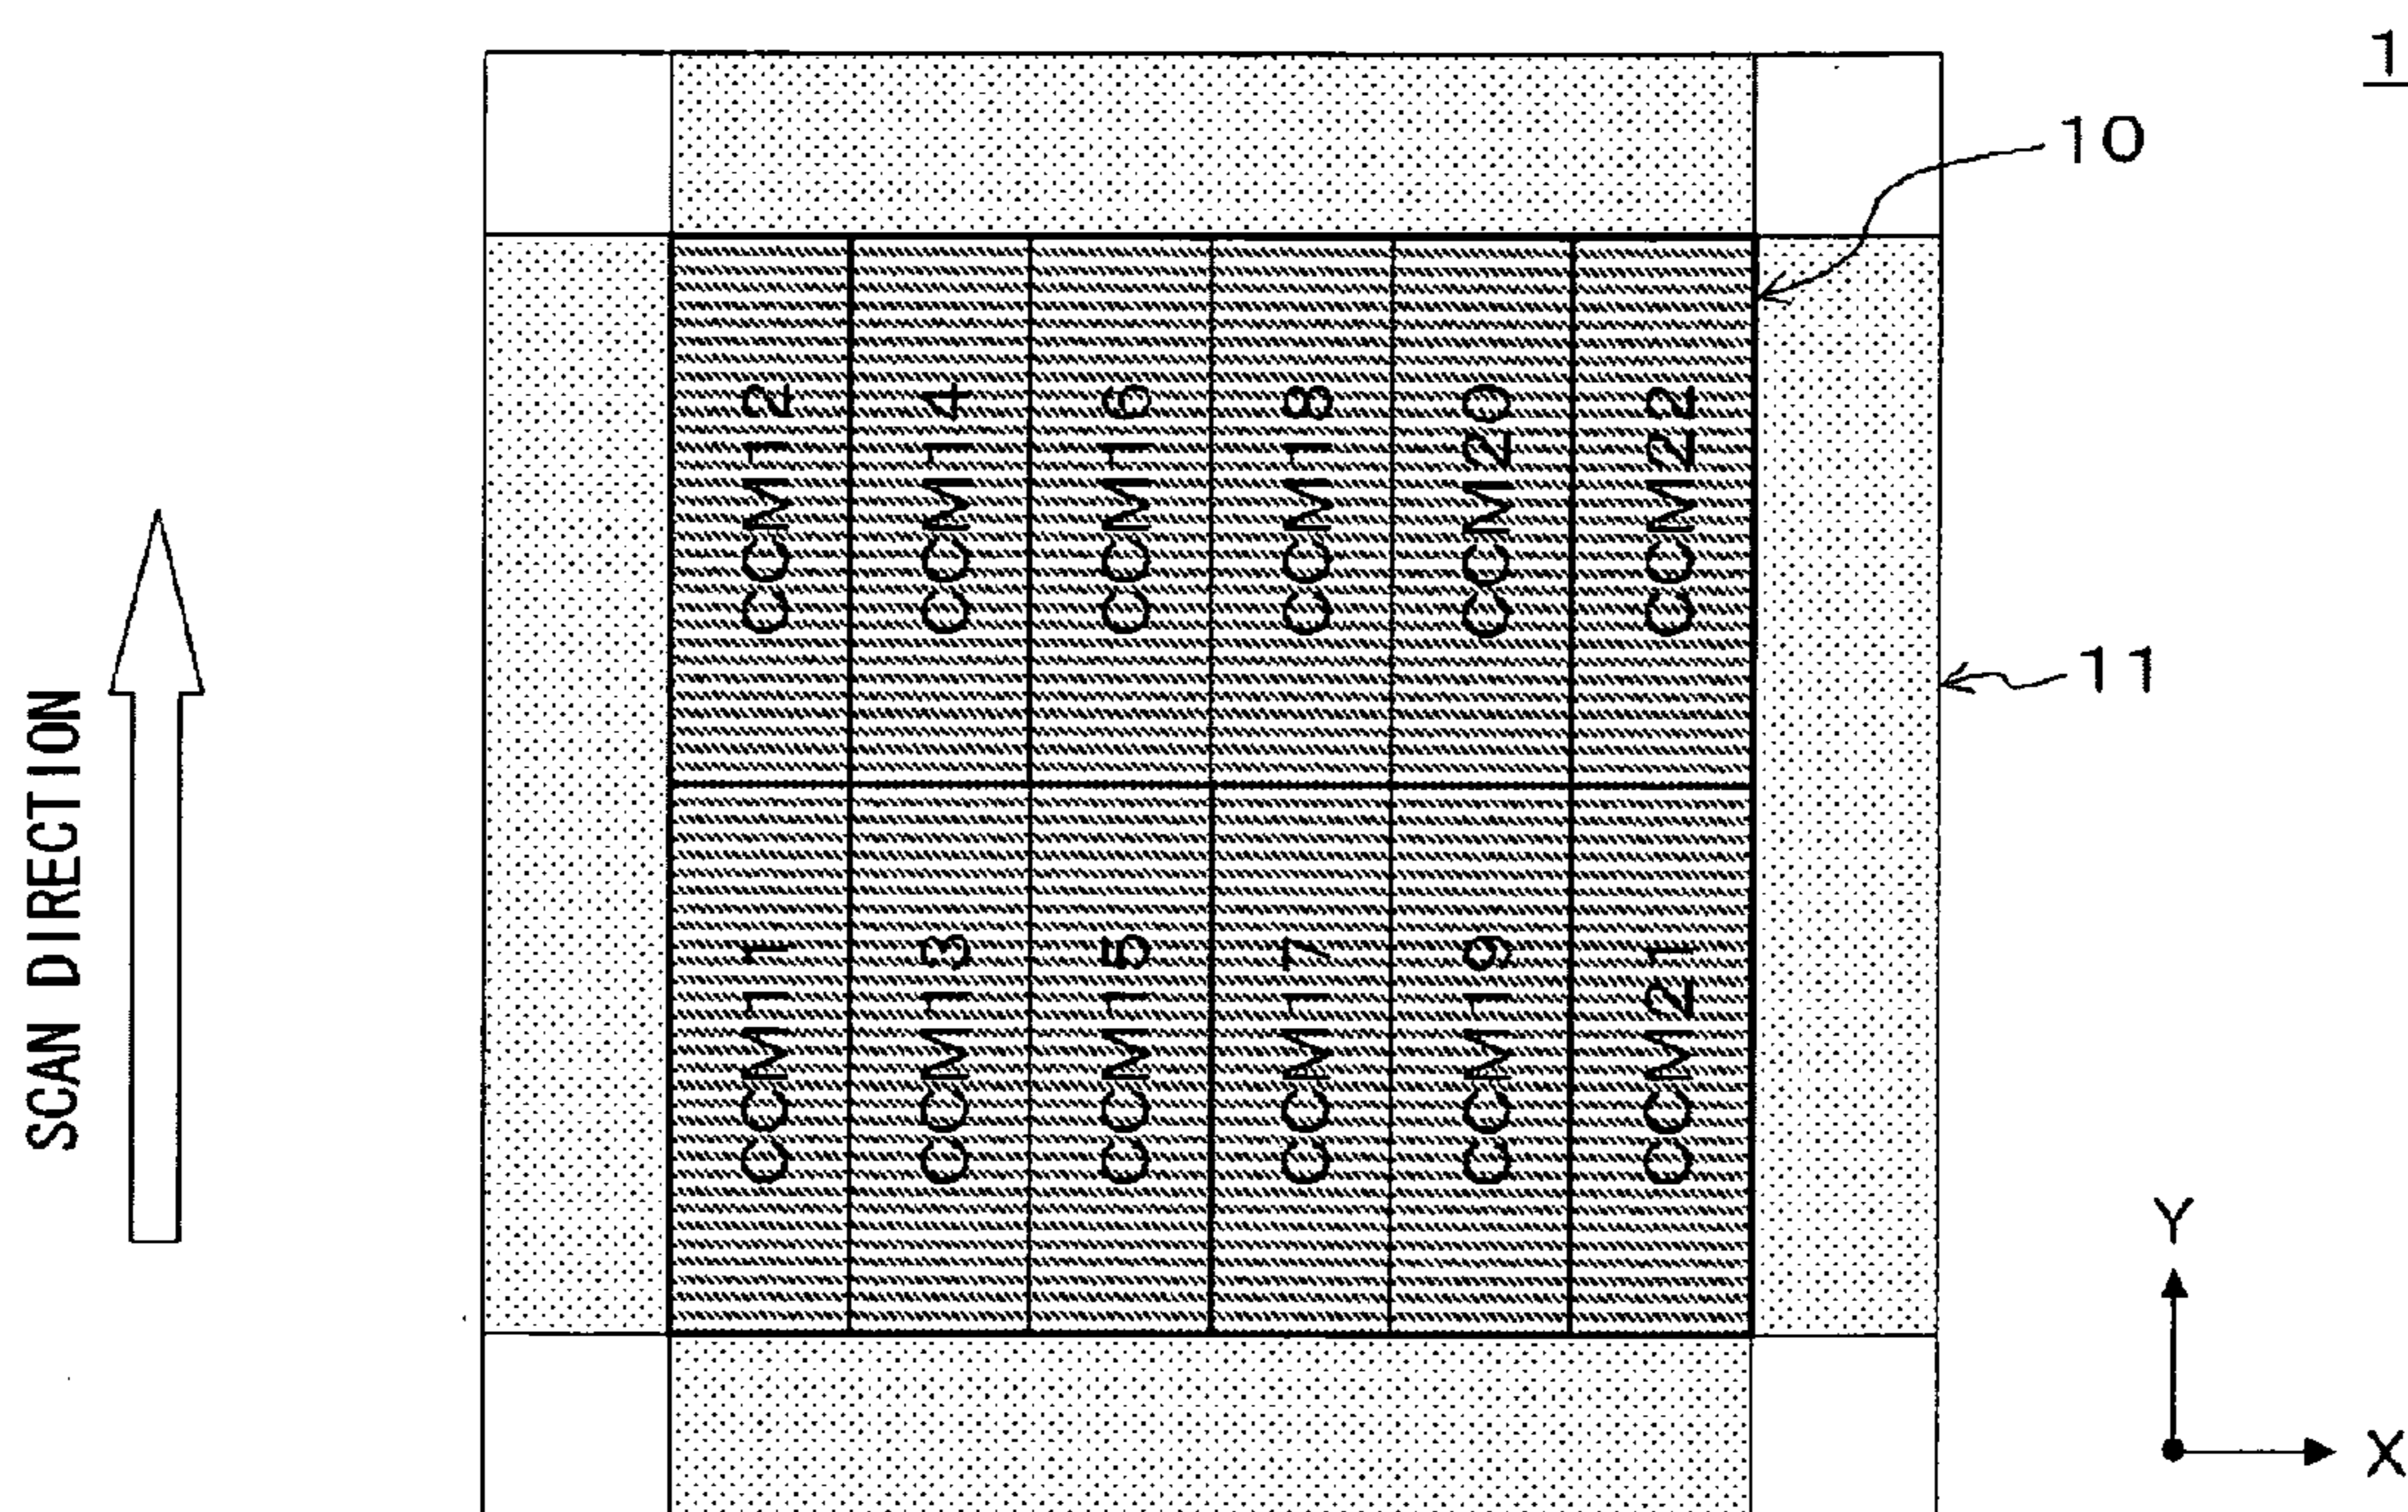 1
10
CCM12
CCM14
CCM16
CCM18
CCM20
CCM22
11
SCAN DIRECTION
CCM11
CCM13
CCM15
CCM17
CCM19
CCM21
Y
X